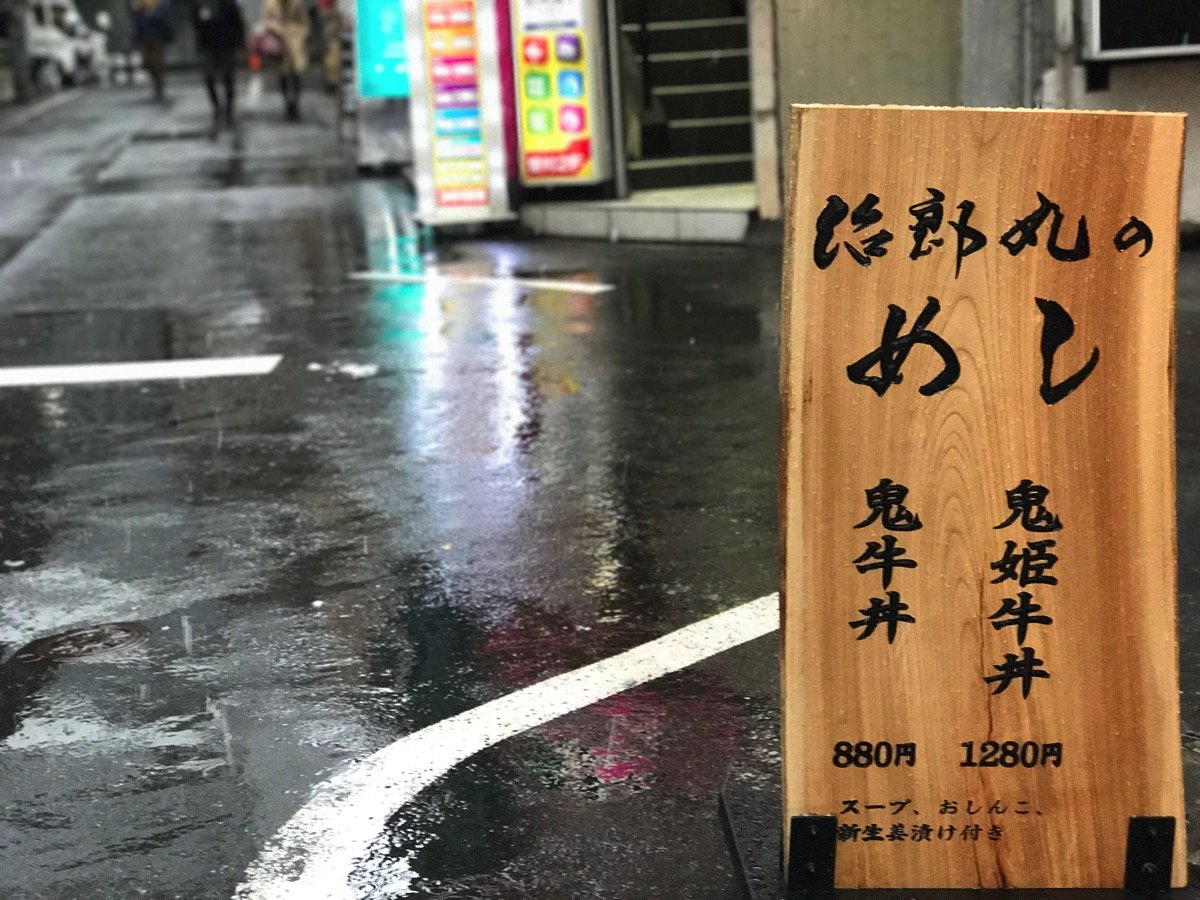 治郎丸の
めし
鬼姫牛丼
鬼牛丼
880円 1280円
スープ、おしんこ、
新生姜漬け付き